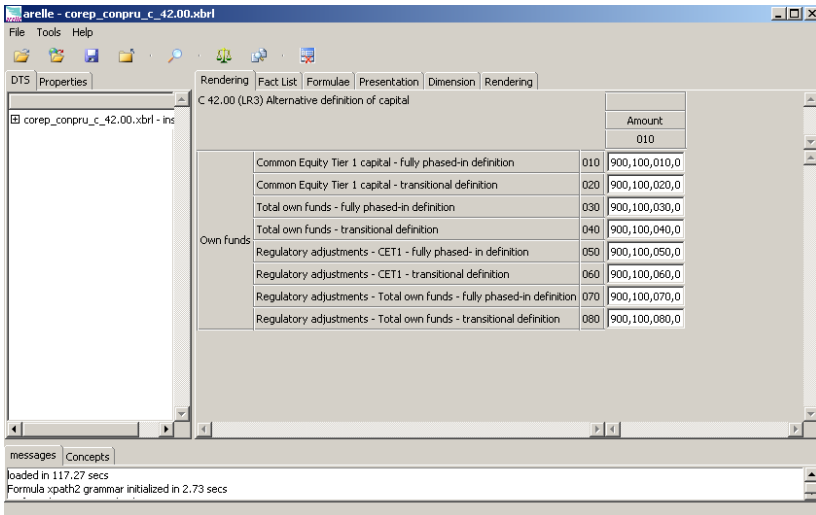 arelle - corep_conpru_c_42.00.xbrl
File Tools Help
DTS Properties
Rendering Fact List Formulae Presentation Dimension Rendering
corep_conpru_c_42.00.xbrl - ins
C 42.00 (LR3) Alternative definition of capital
Amount
010
Own funds
Common Equity Tier 1 capital - fully phased-in definition 010 900,100,010,0
Common Equity Tier 1 capital - transitional definition 020 900,100,020,0
Total own funds - fully phased-in definition 030 900,100,030,0
Total own funds - transitional definition 040 900,100,040,0
Regulatory adjustments - CET1 - fully phased- in definition 050 900,100,050,0
Regulatory adjustments - CET1 - transitional definition 060 900,100,060,0
Regulatory adjustments - Total own funds - fully phased-in definition 070 900,100,070,0
Regulatory adjustments - Total own funds - transitional definition 080 900,100,080,0
messages Concepts
loaded in 117.27 secs
Formula xpath2 grammar initialized in 2.73 secs